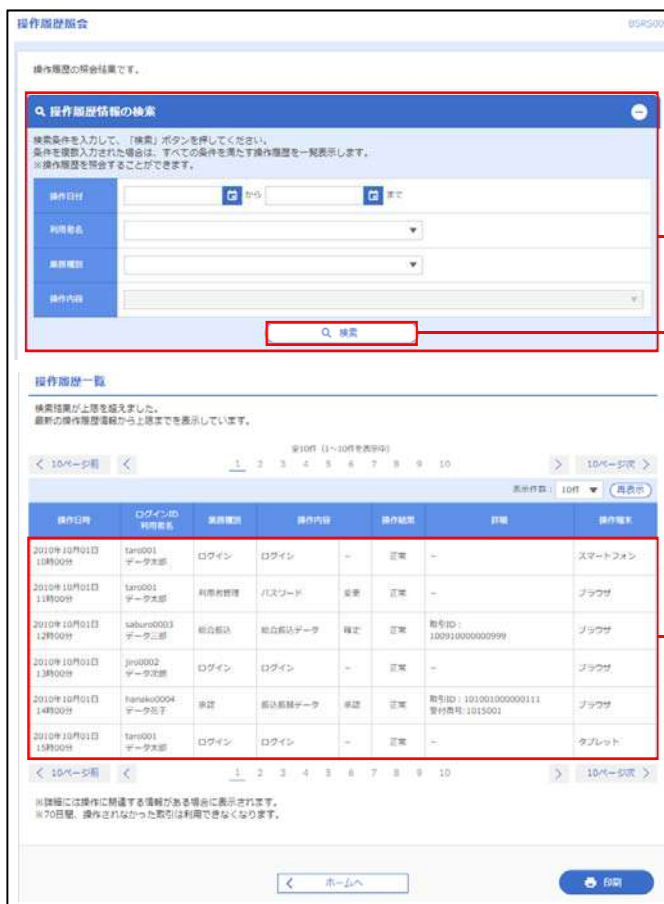 操作履歴照会
BSRS00
操作履歴の照会結果です。
操作履歴情報の検索
検索条件を入力して、「検索」ボタンを押してください。
条件を複数入力された場合は、すべての条件を満たす操作履歴を一覧表示します。
※操作履歴を照会することができます。
操作日付 から まで
利用者名
業務種別
操作内容
検索
操作履歴一覧
検索結果が上限を超えました。
最新の操作履歴情報から上限までを表示しています。
全10件 (1~10件を表示中)
< 10ページ前 < 1 2 3 4 5 6 7 8 9 10 > 10ページ次 >
表示件数: 10件 ▼ 再表示
操作日時 ログインID 利用者名 業務種別 操作内容 操作結果 詳細 操作端末
2010年10月01日 10時00分 taro001 データ太郎 ログイン ログイン − 正常 − スマートフォン
2010年10月01日 11時00分 taro001 データ太郎 利用者管理 パスワード 変更 正常 − ブラウザ
2010年10月01日 12時00分 saburo0003 データ三郎 総合振込 総合振込データ 確定 正常 取引ID: 100910000000999 ブラウザ
2010年10月01日 13時00分 jiro0002 データ次郎 ログイン ログイン − 正常 − ブラウザ
2010年10月01日 14時00分 hanako0004 データ花子 承認 振込振替データ 承認 正常 取引ID:101001000000111 受付番号:1015001 ブラウザ
2010年10月01日 15時00分 taro001 データ太郎 ログイン ログイン − 正常 − タブレット
< 10ページ前 < 1 2 3 4 5 6 7 8 9 10 > 10ページ次 >
※詳細には操作に関連する情報がある場合に表示されます。
※70日間、操作されなかった取引は利用できなくなります。
< ホームへ
印刷